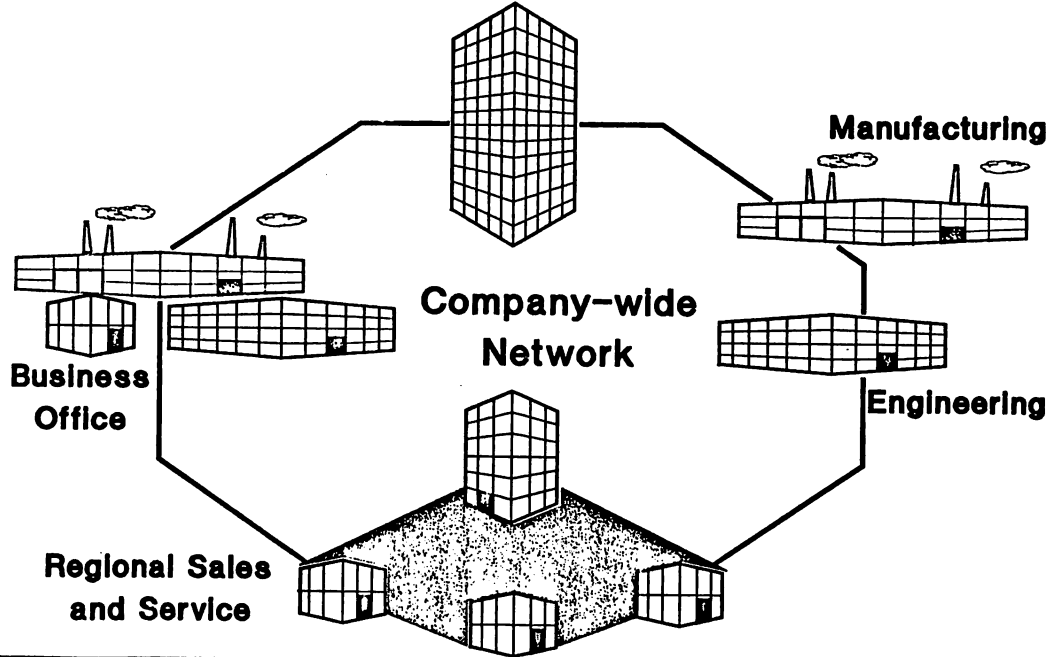 Manufacturing
Company-wide
Network
Business
Office
Engineering
Regional Sales
and Service